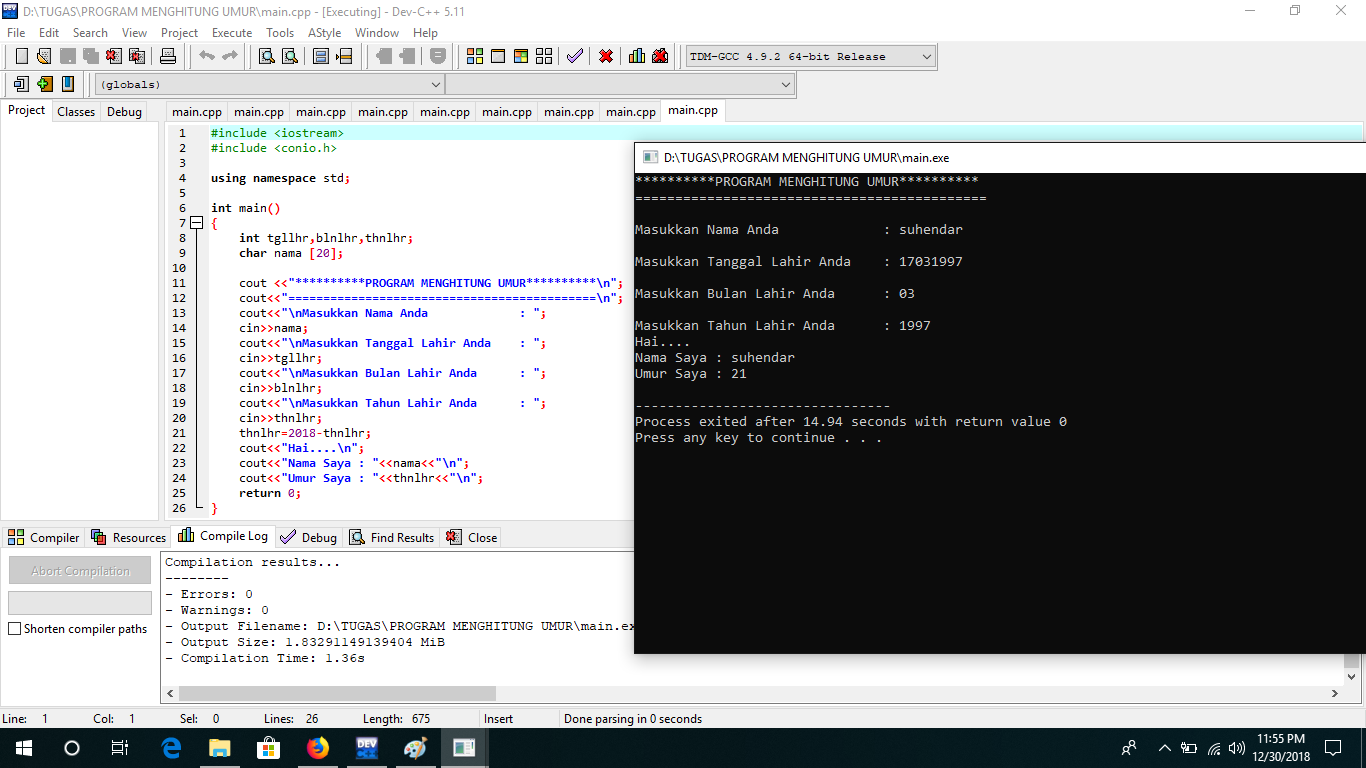 D:\TUGAS\PROGRAM MENGHITUNG UMUR\main.cpp - [Executing] - Dev-C++ 5.11
File Edit Search View Project Execute Tools AStyle Window Help
TDM-GCC 4.9.2 64-bit Release
(globals)
Project Classes Debug
main.cpp main.cpp main.cpp main.cpp main.cpp main.cpp main.cpp main.cpp main.cpp
1 #include <iostream>
2 #include <conio.h>
3
4 using namespace std;
5
6 int main()
7 {
8 int tgllhr,blnlhr,thnlhr;
9 char nama [20];
10
11 cout <<"**********PROGRAM MENGHITUNG UMUR**********\n";
12 cout<<"============================================\n";
13 cout<<"\nMasukkan Nama Anda             : ";
14 cin>>nama;
15 cout<<"\nMasukkan Tanggal Lahir Anda    : ";
16 cin>>tgllhr;
17 cout<<"\nMasukkan Bulan Lahir Anda      : ";
18 cin>>blnlhr;
19 cout<<"\nMasukkan Tahun Lahir Anda      : ";
20 cin>>thnlhr;
21 thnlhr=2018-thnlhr;
22 cout<<"Hai....\n";
23 cout<<"Nama Saya : "<<nama<<"\n";
24 cout<<"Umur Saya : "<<thnlhr<<"\n";
25 return 0;
26 }
D:\TUGAS\PROGRAM MENGHITUNG UMUR\main.exe
**********PROGRAM MENGHITUNG UMUR**********
============================================
Masukkan Nama Anda             : suhendar
Masukkan Tanggal Lahir Anda    : 17031997
Masukkan Bulan Lahir Anda      : 03
Masukkan Tahun Lahir Anda      : 1997
Hai....
Nama Saya : suhendar
Umur Saya : 21
--------------------------------
Process exited after 14.94 seconds with return value 0
Press any key to continue . . .
Compiler Resources Compile Log Debug Find Results Close
Abort Compilation
Shorten compiler paths
Compilation results...
--------
- Errors: 0
- Warnings: 0
- Output Filename: D:\TUGAS\PROGRAM MENGHITUNG UMUR\main.ex
- Output Size: 1.83291149139404 MiB
- Compilation Time: 1.36s
Line: 1 Col: 1 Sel: 0 Lines: 26 Length: 675 Insert Done parsing in 0 seconds
DEV
11:55 PM
12/30/2018